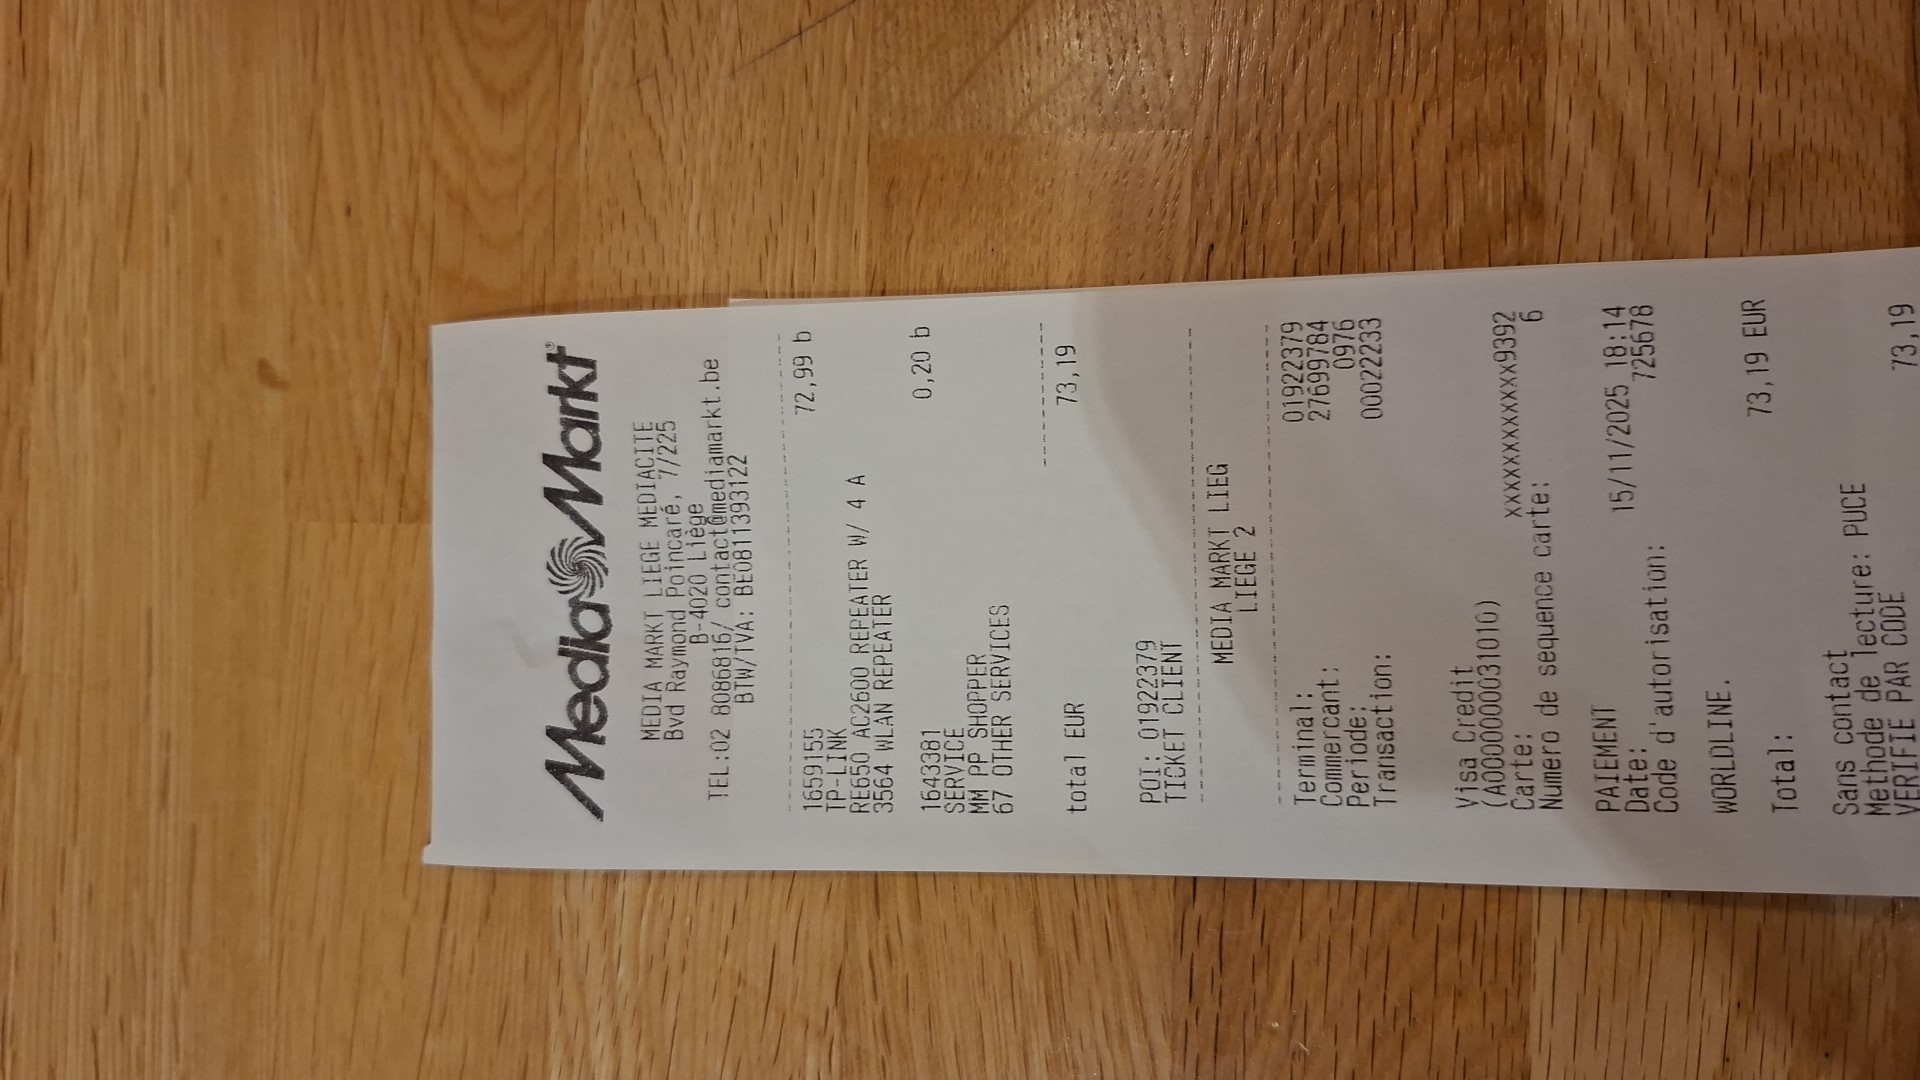 MediaMarkt®
MEDIA MARKT LIEGE MEDIACITE
Bvd Raymond Poincaré, 7/225
B-4020 Liège
TEL:02 8086816/ contact@mediamarkt.be
BTW/TVA: BE0811393122
1659155 72,99 b
TP-LINK
RE650 AC2600 REPEATER W/ 4 A
3564 WLAN REPEATER
1643381 0,20 b
SERVICE
MM PP SHOPPER
67 OTHER SERVICES
total EUR 73,19
POI: 01922379
TICKET CLIENT
MEDIA MARKT LIEG
LIEGE 2
Terminal: 01922379
Commercant: 27699784
Periode: 0976
Transaction: 00022233
Visa Credit
(A0000000031010)
Carte: xxxxxxxxxxxx9392
Numero de sequence carte: 6
PAIEMENT
Date: 15/11/2025 18:14
Code d'autorisation: 725678
WORLDLINE.
Total: 73,19 EUR
Sans contact
Methode de lecture: PUCE
VERIFIE PAR CODE
73,19